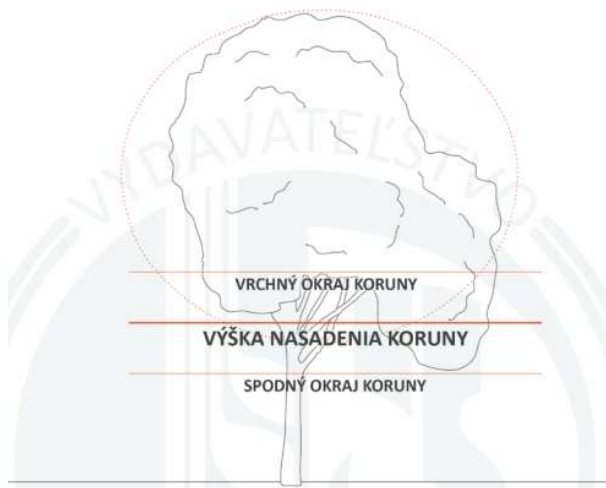 VYDAVATEĽSTVO
VRCHNÝ OKRAJ KORUNY
VÝŠKA NASADENIA KORUNY
SPODNÝ OKRAJ KORUNY